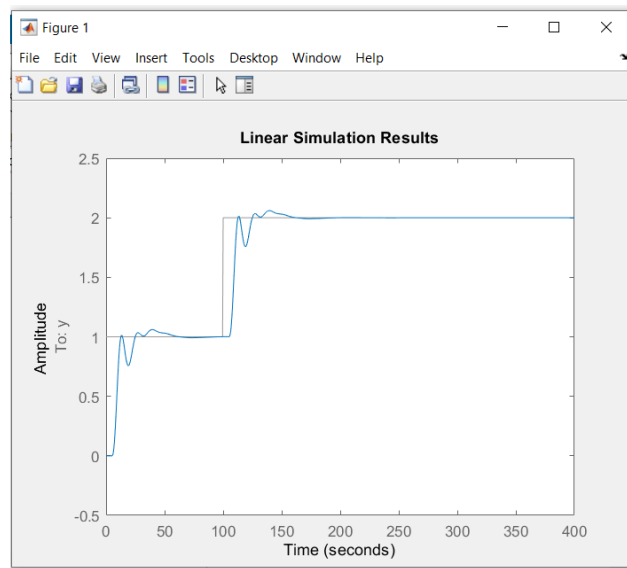 Figure 1
File Edit View Insert Tools Desktop Window Help
Linear Simulation Results
2.5
2
1.5
1
0.5
0
-0.5
Amplitude
To: y
0 50 100 150 200 250 300 350 400
Time (seconds)